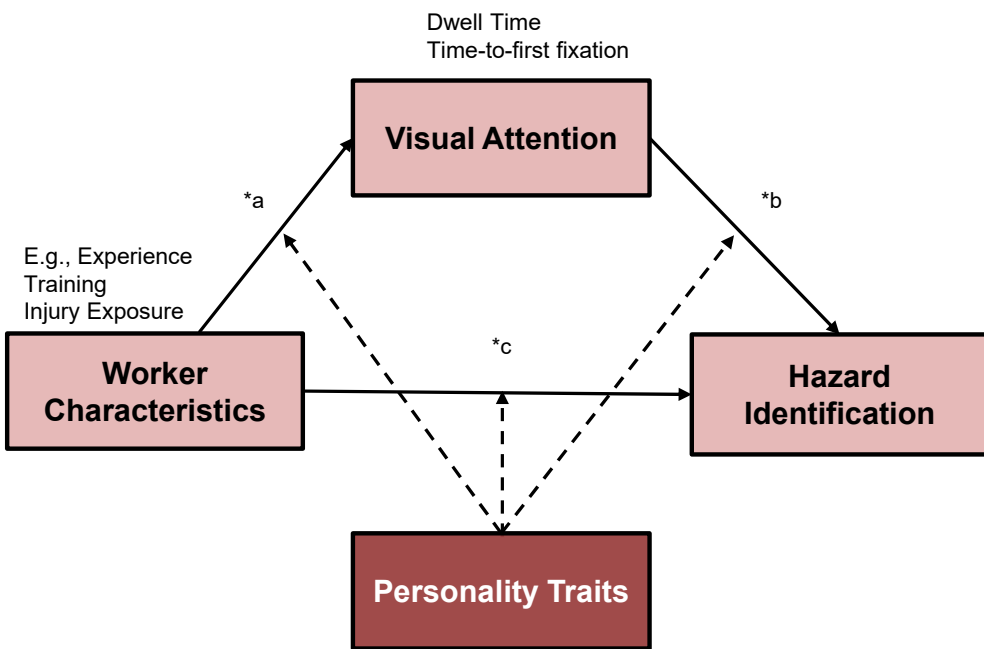 Dwell Time
Time-to-first fixation
Visual Attention
*a
*b
E.g., Experience
Training
Injury Exposure
*c
Worker
Characteristics
Hazard
Identification
Personality Traits